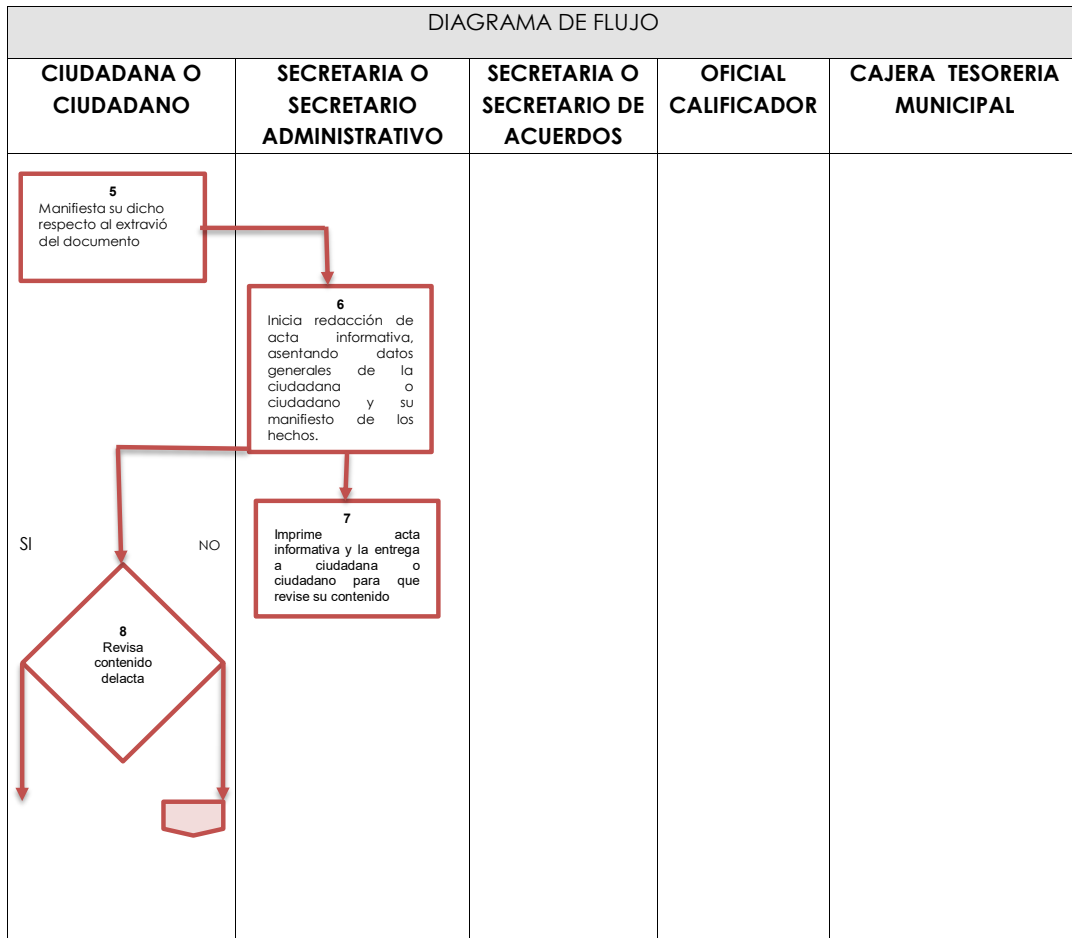 DIAGRAMA DE FLUJO
CIUDADANA O
CIUDADANO
SECRETARIA O
SECRETARIO
ADMINISTRATIVO
SECRETARIA O
SECRETARIO DE
ACUERDOS
OFICIAL
CALIFICADOR
CAJERA TESORERIA
MUNICIPAL
5
Manifiesta su dicho
respecto al extravió
del documento
6
Inicia redacción de
acta informativa,
asentando datos
generales de la
ciudadana o
ciudadano y su
manifiesto de los
hechos.
7
Imprime acta
informativa y la entrega
a ciudadana o
ciudadano para que
revise su contenido
SI
NO
8
Revisa
contenido
delacta